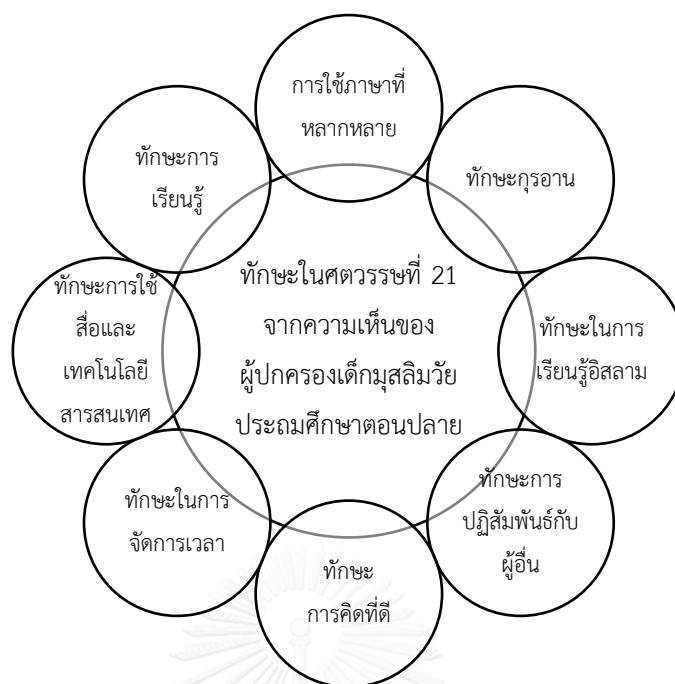 การใช้ภาษาที่
หลากหลาย
ทักษะกุรอาน
ทักษะในการ
เรียนรู้อิสลาม
ทักษะการ
ปฏิสัมพันธ์กับ
ผู้อื่น
ทักษะ
การคิดที่ดี
ทักษะในการ
จัดการเวลา
ทักษะการใช้
สื่อและ
เทคโนโลยี
สารสนเทศ
ทักษะการ
เรียนรู้
ทักษะในศตวรรษที่ 21
จากความเห็นของ
ผู้ปกครองเด็กมุสลิมวัย
ประถมศึกษาตอนปลาย